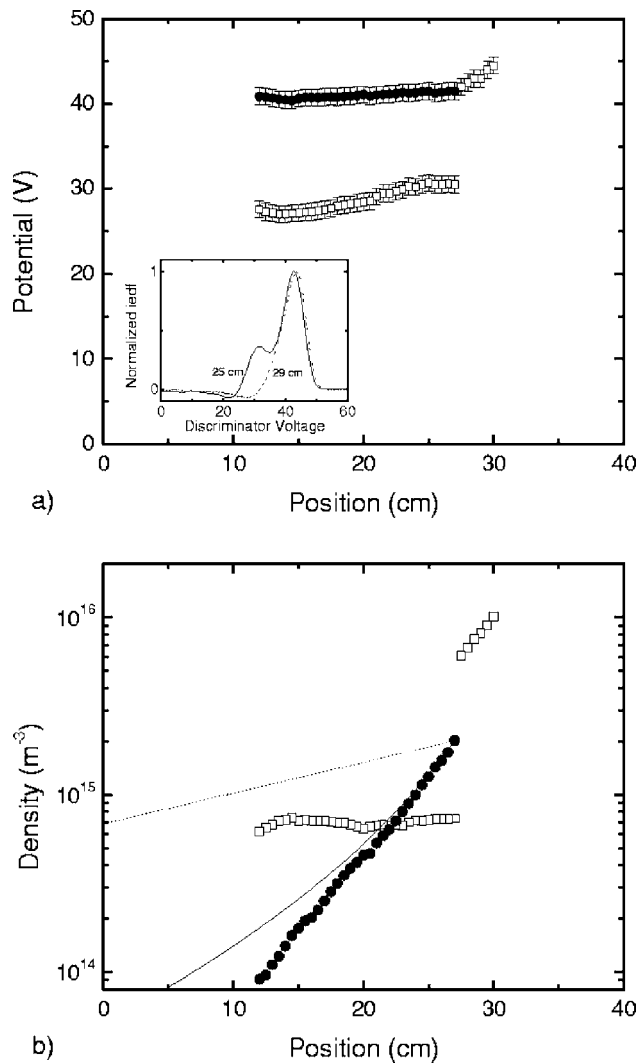 50
40
30
20
10
0
Potential (V)
Normalized iedf
1
0
25 cm
29 cm
0 20 40 60
Discriminator Voltage
0 10 20 30 40
Position (cm)
a)
10^16
10^15
10^14
Density (m^-3)
0 10 20 30 40
Position (cm)
b)